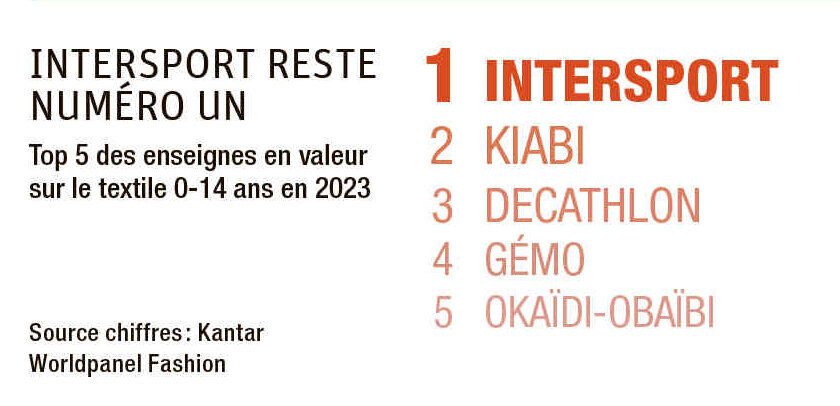 INTERSPORT RESTE
NUMÉRO UN
Top 5 des enseignes en valeur
sur le textile 0-14 ans en 2023
Source chiffres : Kantar
Worldpanel Fashion
1 INTERSPORT
2 KIABI
3 DECATHLON
4 GÉMO
5 OKAÏDI-OBAÏBI